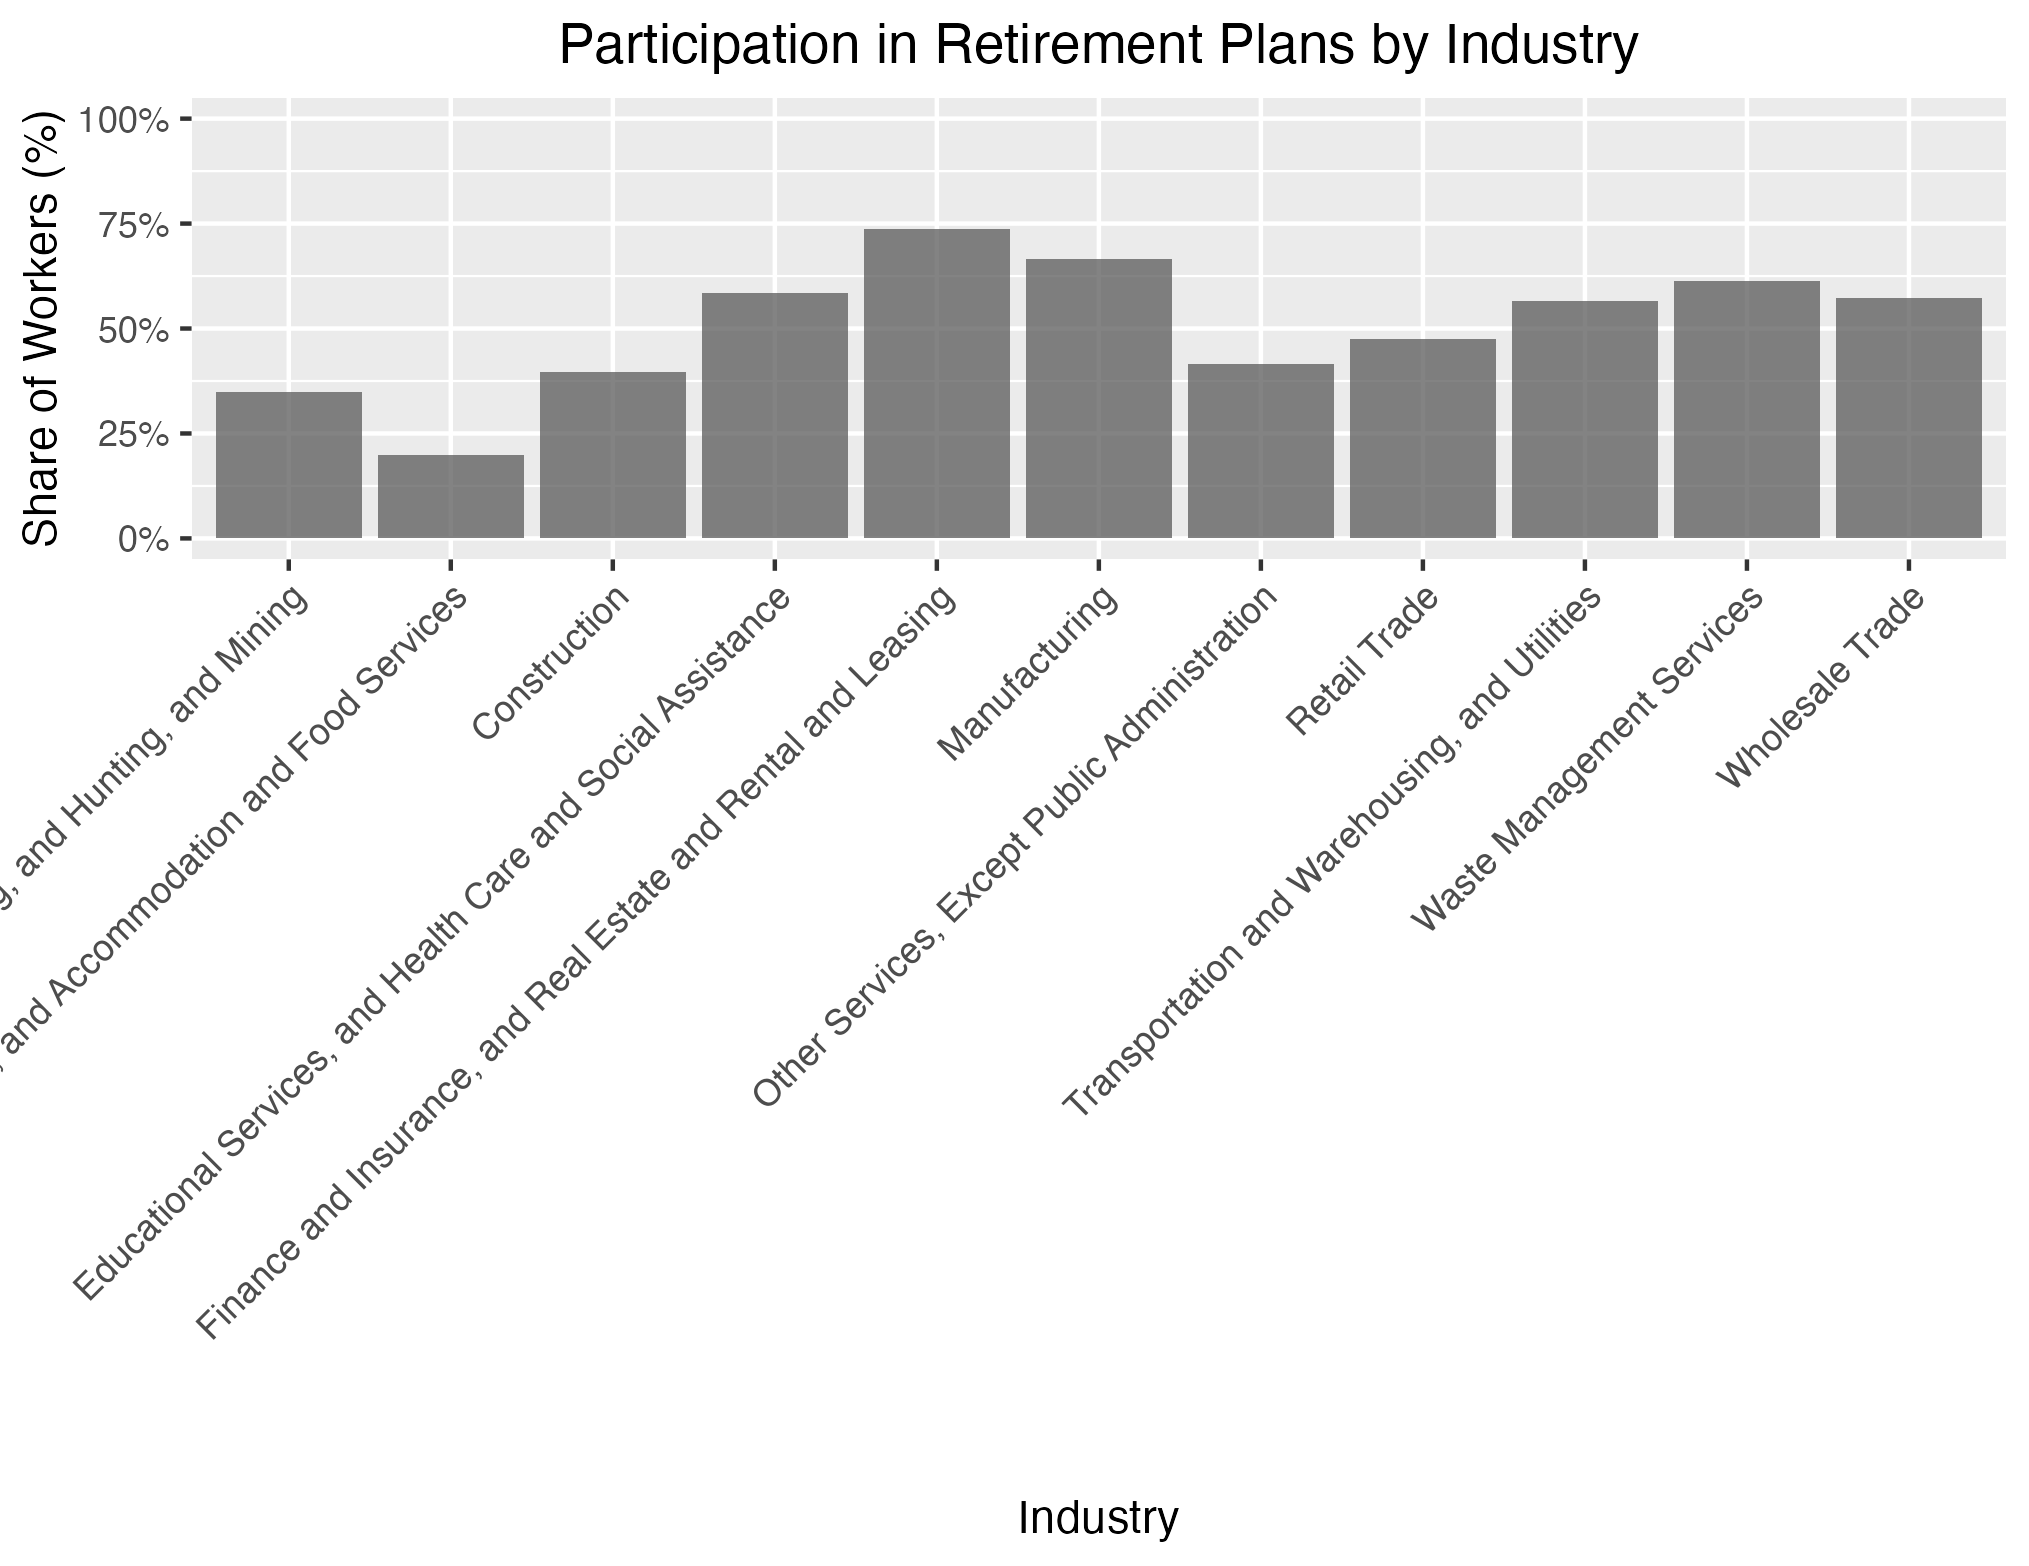 Participation in Retirement Plans by Industry
Share of Workers (%)
100%
75%
50%
25%
0%
, and Hunting, and Mining
, and Accommodation and Food Services
Construction
Educational Services, and Health Care and Social Assistance
Finance and Insurance, and Real Estate and Rental and Leasing
Manufacturing
Other Services, Except Public Administration
Retail Trade
Transportation and Warehousing, and Utilities
Waste Management Services
Wholesale Trade
Industry